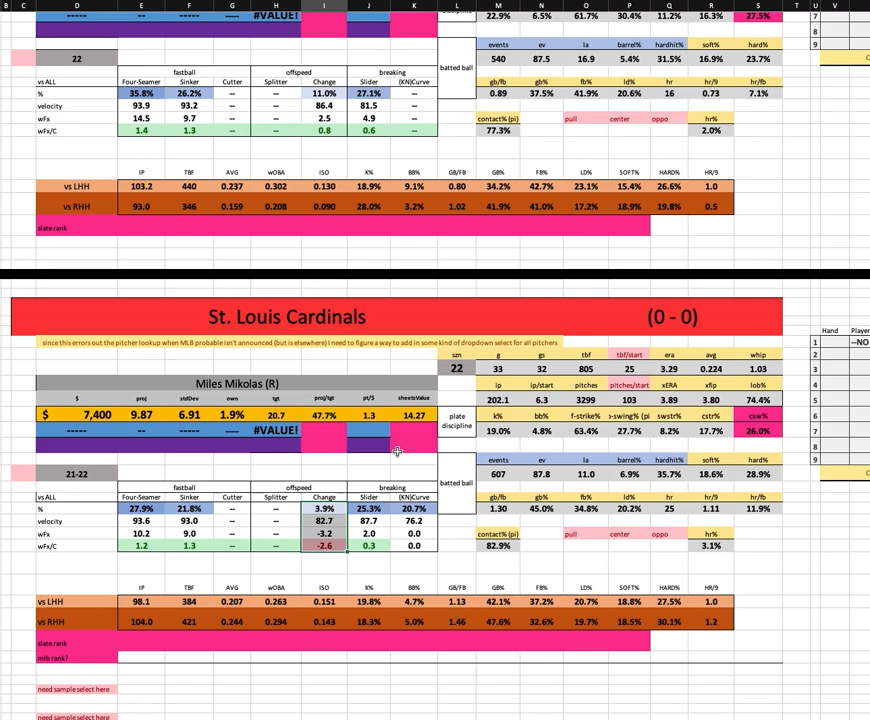 B C D E F G H I J K L M N O P Q R S T U V
----- -- -- ---- #VALUE! 22.9% 6.5% 61.7% 30.4% 11.2% 16.3% 27.5% 7
8
events ev la barrel% hardhit% soft% hard% 9
22 batted ball 540 87.5 16.9 5.4% 31.5% 16.9% 23.7% C
fastball offspeed breaking gb/fb gb% fb% ld% hr hr/9 hr/fb
vs ALL Four-Seamer Sinker Cutter Splitter Change Slider (KN)Curve
% 35.8% 26.2% -- -- 11.0% 27.1% -- 0.89 37.5% 41.9% 20.6% 16 0.73 7.1%
velocity 93.9 93.2 -- -- 86.4 81.5 --
wFx 14.5 9.7 -- -- 2.5 4.9 -- contact% (pi) pull center oppo hr%
wFx/C 1.4 1.3 -- -- 0.8 0.6 -- 77.3% 2.0%
IP TBF AVG wOBA ISO K% BB% GB/FB GB% FB% LD% SOFT% HARD% HR/9
vs LHH 103.2 440 0.237 0.302 0.130 18.9% 9.1% 0.80 34.2% 42.7% 23.1% 15.4% 26.6% 1.0
vs RHH 93.0 346 0.159 0.208 0.090 28.0% 3.2% 1.02 41.9% 41.0% 17.2% 18.9% 19.8% 0.5
slate rank
St. Louis Cardinals (0 - 0)
Hand Player
since this errors out the pitcher lookup when MLB probable isn't announced (but is elsewhere) I need to figure a way to add in some kind of dropdown select for all pitchers 1 --NO
szn g gs tbf tbf/start era avg whip 2
22 33 32 805 25 3.29 0.224 1.03 3
Miles Mikolas (R) ip ip/start pitches pitches/start xERA xfip lob% 4
$ proj stdDev own tgt proj/tgt pt/$ sheetsValue 202.1 6.3 3299 103 3.89 3.80 74.4% 5
$ 7,400 9.87 6.91 1.9% 20.7 47.7% 1.3 14.27 plate discipline k% bb% f-strike% >-swing% (pi swstr% cstr% csw% 6
----- -- -- ---- #VALUE! 19.0% 4.8% 63.4% 27.7% 8.2% 17.7% 26.0% 7
8
events ev la barrel% hardhit% soft% hard% 9
21-22 batted ball 607 87.8 11.0 6.9% 35.7% 18.6% 28.9% C
fastball offspeed breaking
vs ALL Four-Seamer Sinker Cutter Splitter Change Slider (KN)Curve gb/fb gb% fb% ld% hr hr/9 hr/fb
% 27.9% 21.8% -- -- 3.9% 25.3% 20.7% 1.30 45.0% 34.8% 20.2% 25 1.11 11.9%
velocity 93.6 93.0 -- -- 82.7 87.7 76.2
wFx 10.2 9.0 -- -- -3.2 2.0 0.0 contact% (pi) pull center oppo hr%
wFx/C 1.2 1.3 -- -- -2.6 0.3 0.0 82.9% 3.1%
IP TBF AVG wOBA ISO K% BB% GB/FB GB% FB% LD% SOFT% HARD% HR/9
vs LHH 98.1 384 0.207 0.263 0.151 19.8% 4.7% 1.13 42.1% 37.2% 20.7% 18.8% 27.5% 1.0
vs RHH 104.0 421 0.244 0.294 0.143 18.3% 5.0% 1.46 47.6% 32.6% 19.7% 18.5% 30.1% 1.2
slate rank
mlb rank?
need sample select here
need sample select here